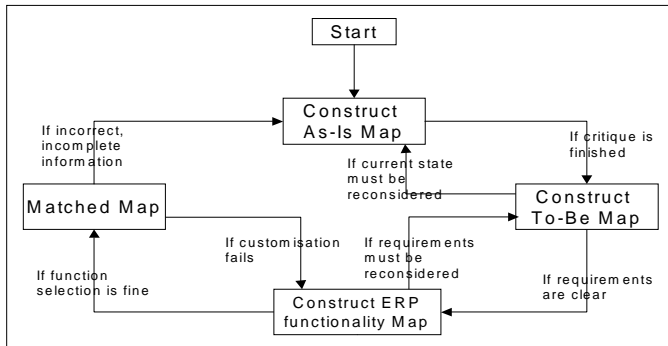 Start
Construct
As-Is Map
If incorrect,
incomplete
information
If critique is
finished
If current state
must be
reconsidered
Matched Map
Construct
To-Be Map
If customisation
fails
If requirements
must be
reconsidered
If function
selection is fine
If requirements
are clear
Construct ERP
functionality Map